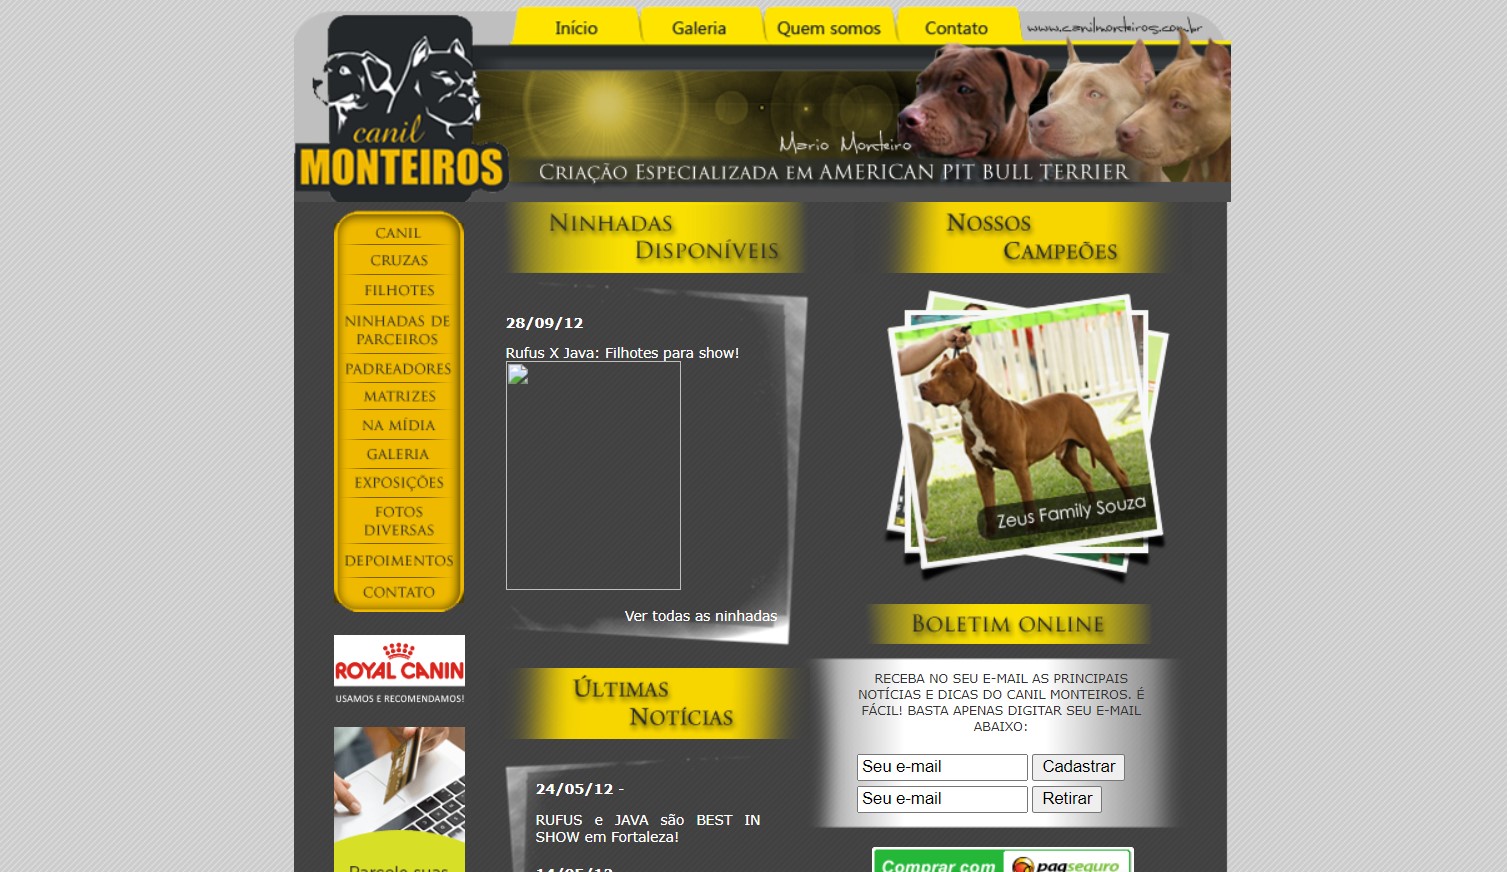 Início
Galeria
Quem somos
Contato
www.canilmonteiros.com.br
canil
MONTEIROS
Mario Monteiro
CRIAÇÃO ESPECIALIZADA EM AMERICAN PIT BULL TERRIER
CANIL
CRUZAS
FILHOTES
NINHADAS DE
PARCEIROS
PADREADORES
MATRIZES
NA MÍDIA
GALERIA
EXPOSIÇÕES
FOTOS
DIVERSAS
DEPOIMENTOS
CONTATO
ROYAL CANIN
USAMOS E RECOMENDAMOS!
Parcele suas
NINHADAS
DISPONÍVEIS
28/09/12
Rufus X Java: Filhotes para show!
Ver todas as ninhadas
ÚLTIMAS
NOTÍCIAS
24/05/12 -
RUFUS e JAVA são BEST IN
SHOW em Fortaleza!
14/05/12
NOSSOS
CAMPEÕES
Zeus Family Souza
BOLETIM ONLINE
RECEBA NO SEU E-MAIL AS PRINCIPAIS
NOTÍCIAS E DICAS DO CANIL MONTEIROS. É
FÁCIL! BASTA APENAS DIGITAR SEU E-MAIL
ABAIXO:
Seu e-mail Cadastrar
Seu e-mail Retirar
Comprar com pagseguro